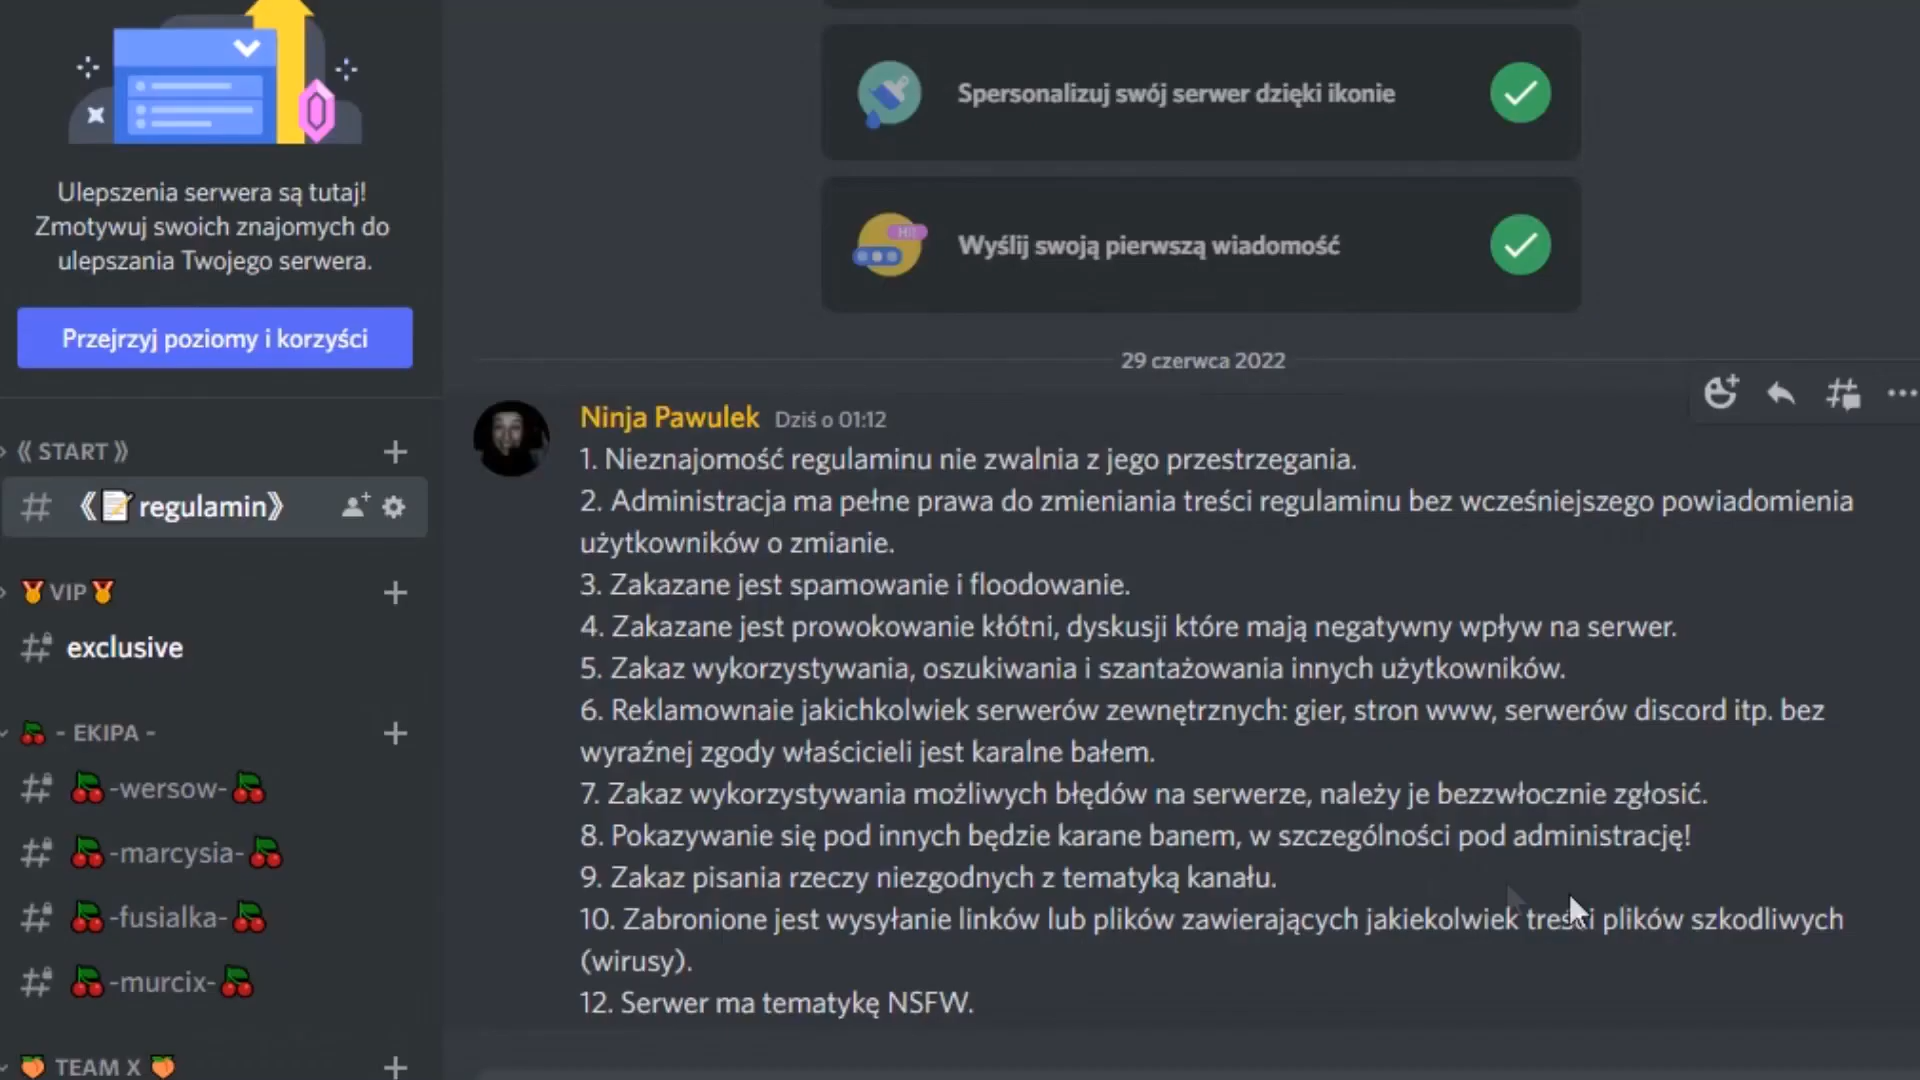 Ulepszenia serwera są tutaj!
Zmotywuj swoich znajomych do
ulepszania Twojego serwera.
Przejrzyj poziomy i korzyści
《 START 》
# 《📝regulamin》
🏅VIP🏅
exclusive
🍒 - EKIPA -
🍒-wersow-🍒
🍒-marcysia-🍒
🍒-fusialka-🍒
🍒-murcix-🍒
🍑 TEAM X 🍑
Spersonalizuj swój serwer dzięki ikonie
HI!
Wyślij swoją pierwszą wiadomość
29 czerwca 2022
Ninja Pawulek Dziś o 01:12
1. Nieznajomość regulaminu nie zwalnia z jego przestrzegania.
2. Administracja ma pełne prawa do zmieniania treści regulaminu bez wcześniejszego powiadomienia
użytkowników o zmianie.
3. Zakazane jest spamowanie i floodowanie.
4. Zakazane jest prowokowanie kłótni, dyskusji które mają negatywny wpływ na serwer.
5. Zakaz wykorzystywania, oszukiwania i szantażowania innych użytkowników.
6. Reklamownaie jakichkolwiek serwerów zewnętrznych: gier, stron www, serwerów discord itp. bez
wyraźnej zgody właścicieli jest karalne bałem.
7. Zakaz wykorzystywania możliwych błędów na serwerze, należy je bezzwłocznie zgłosić.
8. Pokazywanie się pod innych będzie karane banem, w szczególności pod administrację!
9. Zakaz pisania rzeczy niezgodnych z tematyką kanału.
10. Zabronione jest wysyłanie linków lub plików zawierających jakiekolwiek treści plików szkodliwych
(wirusy).
12. Serwer ma tematykę NSFW.